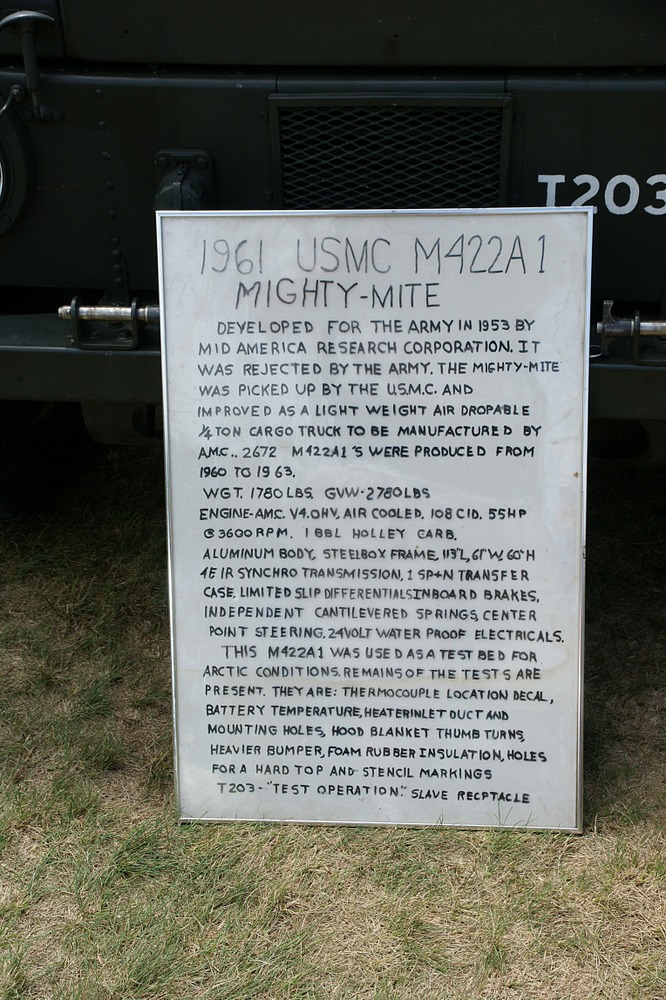 T203
1961 USMC M422A1
MIGHTY-MITE
DEVELOPED FOR THE ARMY IN 1953 BY
MID AMERICA RESEARCH CORPORATION. IT
WAS REJECTED BY THE ARMY. THE MIGHTY-MITE
WAS PICKED UP BY THE U.S.M.C. AND
IMPROVED AS A LIGHT WEIGHT AIR DROPABLE
1/4 TON CARGO TRUCK TO BE MANUFACTURED BY
AMC.. 2672 M422A1'S WERE PRODUCED FROM
1960 TO 1963.
WGT. 1780 LBS. GVW-2780 LBS
ENGINE-AMC. V4.OHV, AIR COOLED, 108 CID. 55HP
@3600 RPM. 1 BBL HOLLEY CARB.
ALUMINUM BODY, STEELBOX FRAME, 113"L, 61"W, 60"H
4F 1R SYNCHRO TRANSMISSION, 1 SP+N TRANSFER
CASE, LIMITED SLIP DIFFERENTIALS INBOARD BRAKES,
INDEPENDENT CANTILEVERED SPRINGS, CENTER
POINT STEERING, 24VOLT WATER PROOF ELECTRICALS.
THIS M422A1 WAS USED AS A TEST BED FOR
ARCTIC CONDITIONS. REMAINS OF THE TESTS ARE
PRESENT. THEY ARE: THERMOCOUPLE LOCATION DECAL,
BATTERY TEMPERATURE, HEATER INLET DUCT AND
MOUNTING HOLES, HOOD BLANKET THUMB TURNS,
HEAVIER BUMPER, FOAM RUBBER INSULATION, HOLES
FOR A HARD TOP AND STENCIL MARKINGS
T203-"TEST OPERATION." SLAVE RECPTACLE